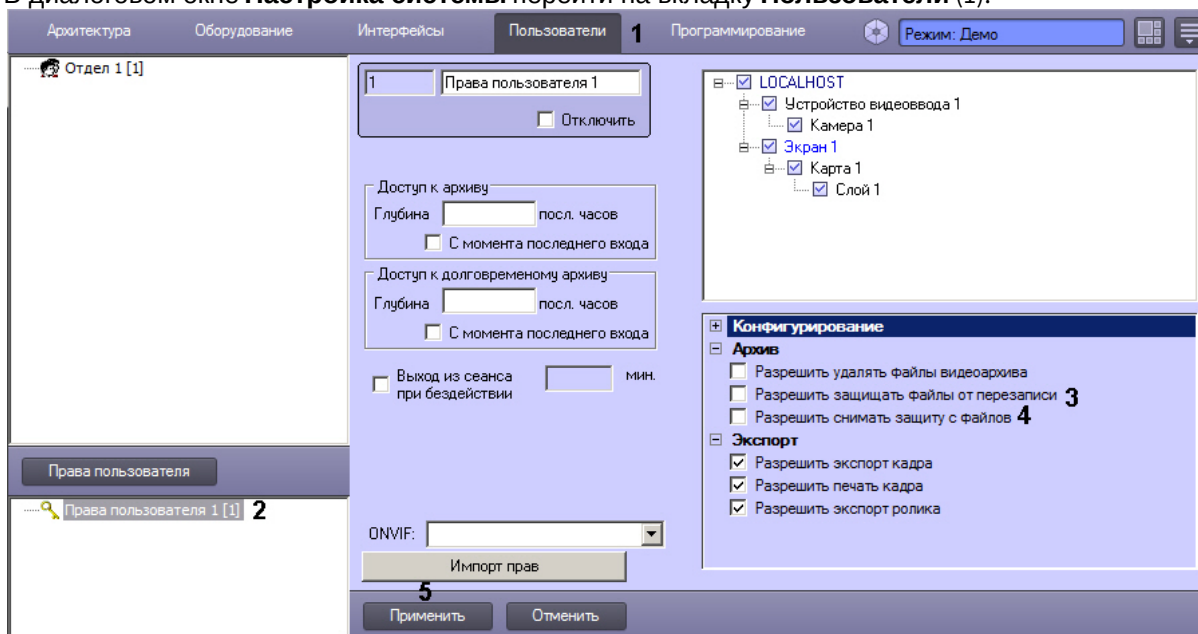 В диалоговом окне Настройка системы перейти на вкладку Пользователи (1).
Архитектура Оборудование Интерфейсы Пользователи 1 Программирование Режим: Демо
Отдел 1 [1]
1 Права пользователя 1
Отключить
Доступ к архиву
Глубина посл. часов
С момента последнего входа
Доступ к долговременому архиву
Глубина посл. часов
С момента последнего входа
Выход из сеанса мин.
при бездействии
LOCALHOST
Устройство видеоввода 1
Камера 1
Экран 1
Карта 1
Слой 1
Конфигурирование
Архив
Разрешить удалять файлы видеоархива
Разрешить защищать файлы от перезаписи 3
Разрешить снимать защиту с файлов 4
Экспорт
Разрешить экспорт кадра
Разрешить печать кадра
Разрешить экспорт ролика
Права пользователя
Права пользователя 1 [1] 2
ONVIF:
Импорт прав
5
Применить Отменить